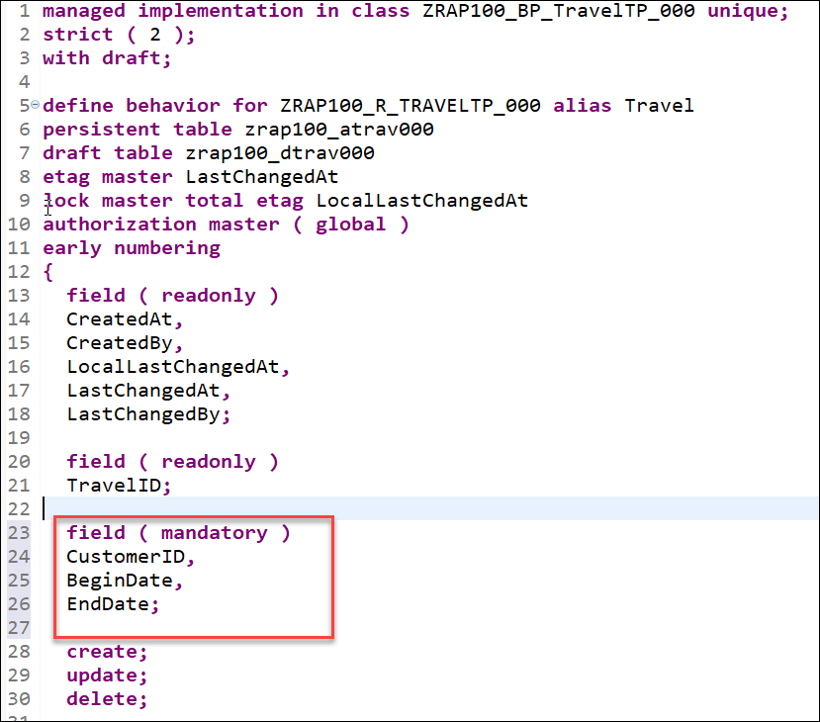 1 managed implementation in class ZRAP100_BP_TravelTP_000 unique;
2 strict ( 2 );
3 with draft;
4
5 define behavior for ZRAP100_R_TRAVELTP_000 alias Travel
6 persistent table zrap100_atrav000
7 draft table zrap100_dtrav000
8 etag master LastChangedAt
9 lock master total etag LocalLastChangedAt
10 authorization master ( global )
11 early numbering
12 {
13 field ( readonly )
14 CreatedAt,
15 CreatedBy,
16 LocalLastChangedAt,
17 LastChangedAt,
18 LastChangedBy;
19
20 field ( readonly )
21 TravelID;
22
23 field ( mandatory )
24 CustomerID,
25 BeginDate,
26 EndDate;
27
28 create;
29 update;
30 delete;